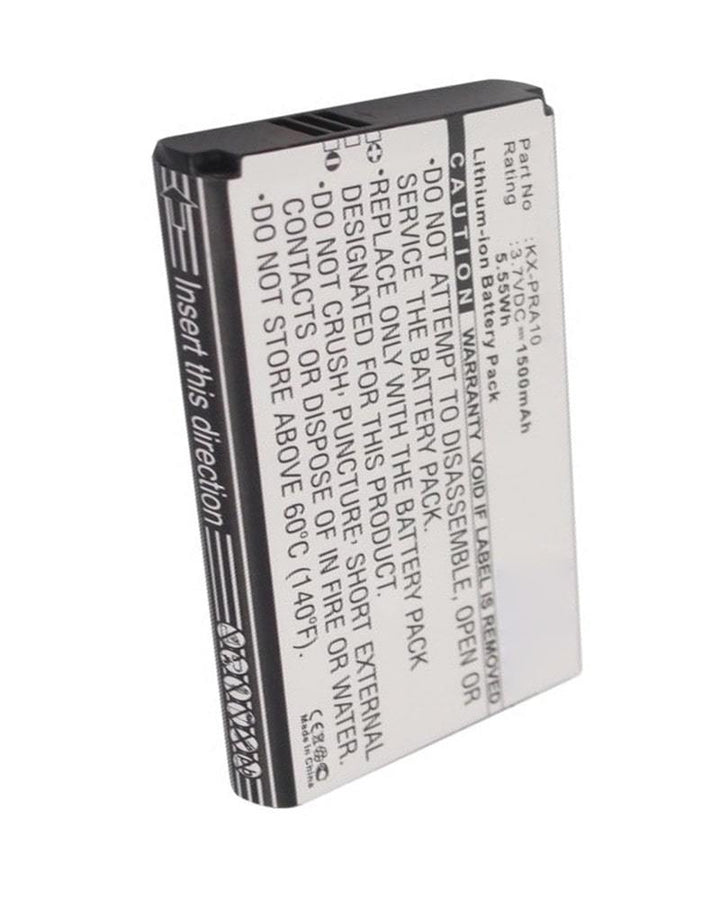 Part No :KX-PRA10
Rating :3.7VDC⎓1500mAh
5.55Wh
Lithium-ion Battery Pack
CAUTION WARRANTY VOID IF LABEL IS REMOVED
•DO NOT ATTEMPT TO DISASSEMBLE, OPEN OR
SERVICE THE BATTERY PACK.
•REPLACE ONLY WITH THE BATTERY PACK
DESIGNATED FOR THIS PRODUCT.
•DO NOT CRUSH, PUNCTURE, SHORT EXTERNAL
CONTACTS OR DISPOSE OF IN FIRE OR WATER.
•DO NOT STORE ABOVE 60°C (140°F).
CE
Made In China
Insert this direction